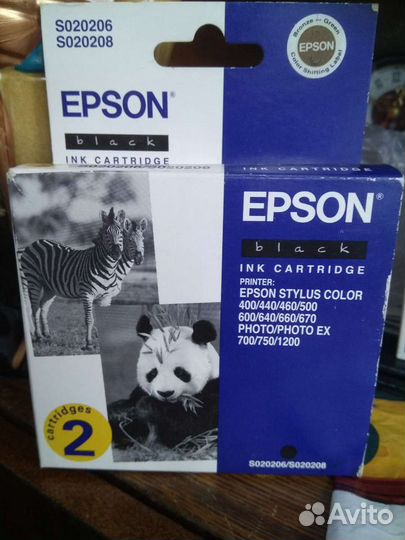 S020206
S020208
Bronze ↔ Green
EPSON
Color Shifting Label
EPSON®
black
INK CARTRIDGE
S020206/S020208
EPSON®
black
INK CARTRIDGE
PRINTER:
EPSON STYLUS COLOR
400/440/460/500
600/640/660/670
PHOTO/PHOTO EX
700/750/1200
cartridges
2
S020206/S020208
Avito